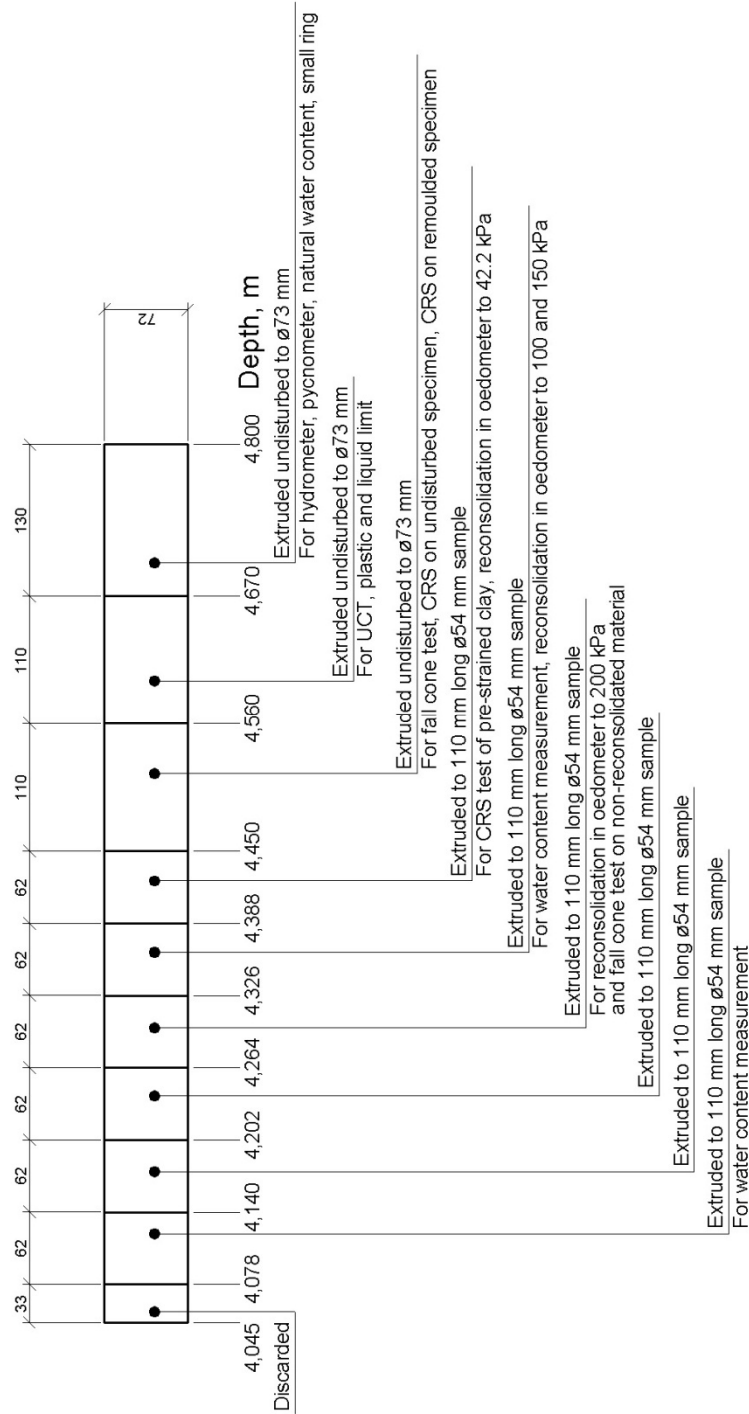 33
62
62
62
62
62
62
110
110
130
72
4,045
4,078
4,140
4,202
4,264
4,326
4,388
4,450
4,560
4,670
4,800
Depth, m
Discarded
Extruded undisturbed to ø73 mm
For hydrometer, pycnometer, natural water content, small ring
Extruded undisturbed to ø73 mm
For UCT, plastic and liquid limit
Extruded undisturbed to ø73 mm
For fall cone test, CRS on undisturbed specimen, CRS on remoulded specimen
Extruded to 110 mm long ø54 mm sample
For CRS test of pre-strained clay, reconsolidation in oedometer to 42.2 kPa
Extruded to 110 mm long ø54 mm sample
For water content measurement, reconsolidation in oedometer to 100 and 150 kPa
Extruded to 110 mm long ø54 mm sample
For reconsolidation in oedometer to 200 kPa
and fall cone test on non-reconsolidated material
Extruded to 110 mm long ø54 mm sample
Extruded to 110 mm long ø54 mm sample
Extruded to 110 mm long ø54 mm sample
For water content measurement